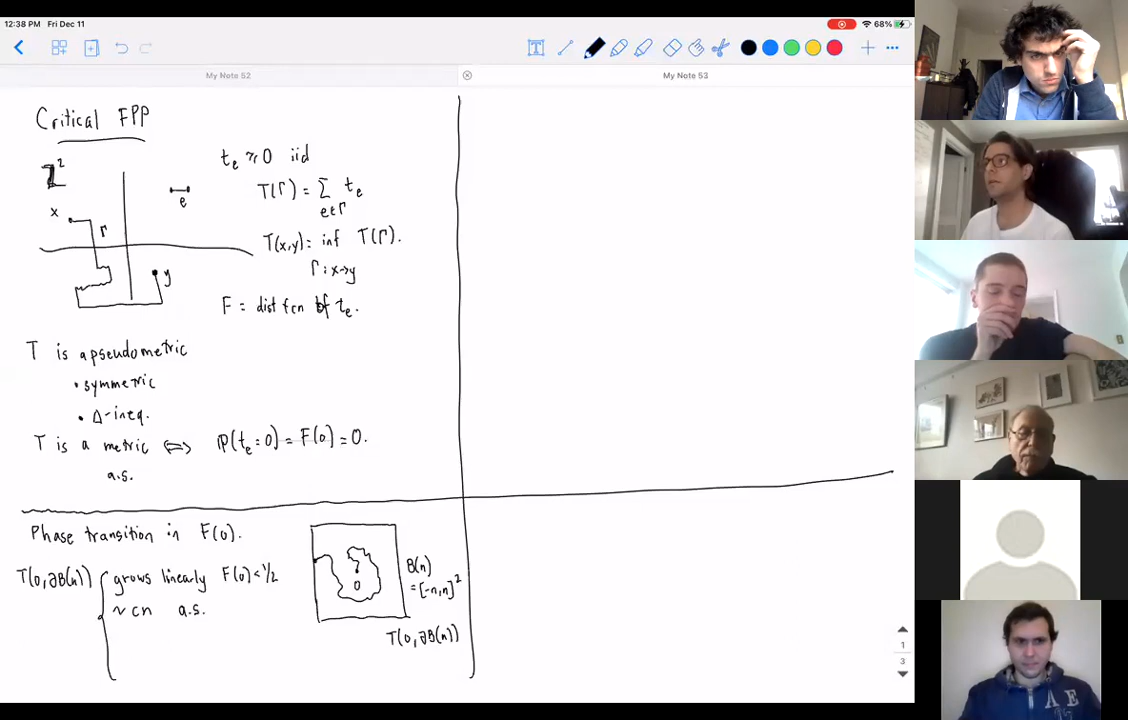 12:38 PM Fri Dec 11
68%
My Note 52
My Note 53
Critical FPP
ℤ²
x
Γ
y
e
t_e ≥ 0 iid
T(Γ) = Σ t_e
e∈Γ
T(x,y) = inf T(Γ).
Γ: x→y
F = dist fcn of t_e.
T is a pseudometric
• symmetric
• Δ-ineq.
T is a metric ⟺ ℙ(t_e = 0) = F(0) = 0.
a.s.
Phase transition in F(0).
T(0,∂B(n)) { grows linearly F(0) < 1/2
~ cn a.s.
0
B(n)
= [-n,n]²
T(0,∂B(n))
1
3
A E